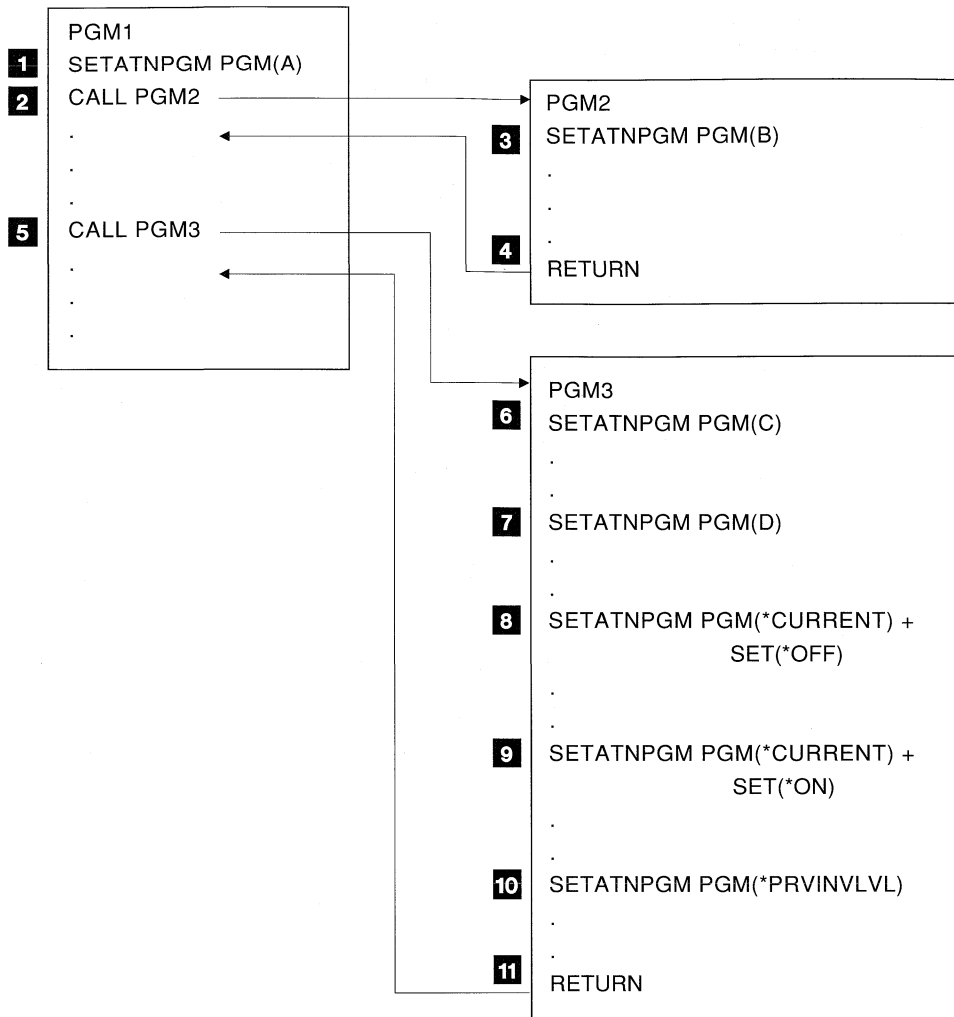 PGM1
1 SETATNPGM PGM(A)
2 CALL PGM2
.
.
.
5 CALL PGM3
.
.
.
PGM2
3 SETATNPGM PGM(B)
.
.
.
4 RETURN
PGM3
6 SETATNPGM PGM(C)
.
.
7 SETATNPGM PGM(D)
.
.
8 SETATNPGM PGM(*CURRENT) +
SET(*OFF)
.
.
9 SETATNPGM PGM(*CURRENT) +
SET(*ON)
.
.
10 SETATNPGM PGM(*PRVINVLVL)
.
.
11 RETURN